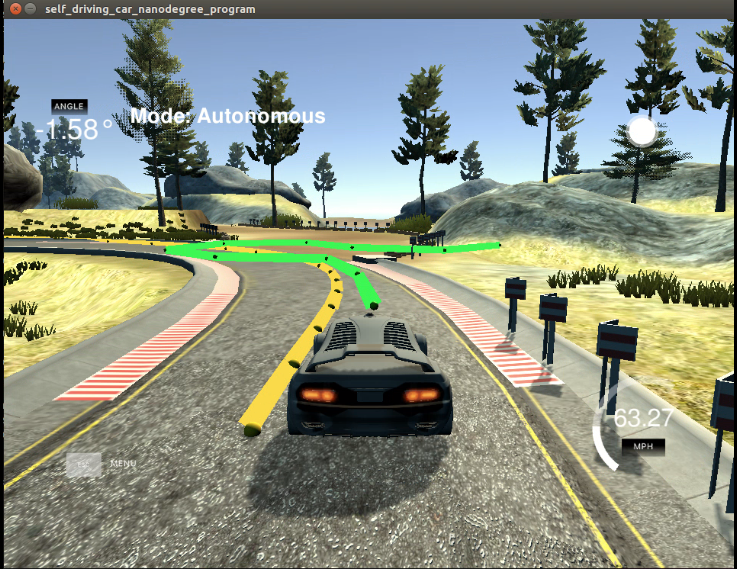 self_driving_car_nanodegree_program
ANGLE
-1.58°
Mode: Autonomous
63.27
MPH
MENU